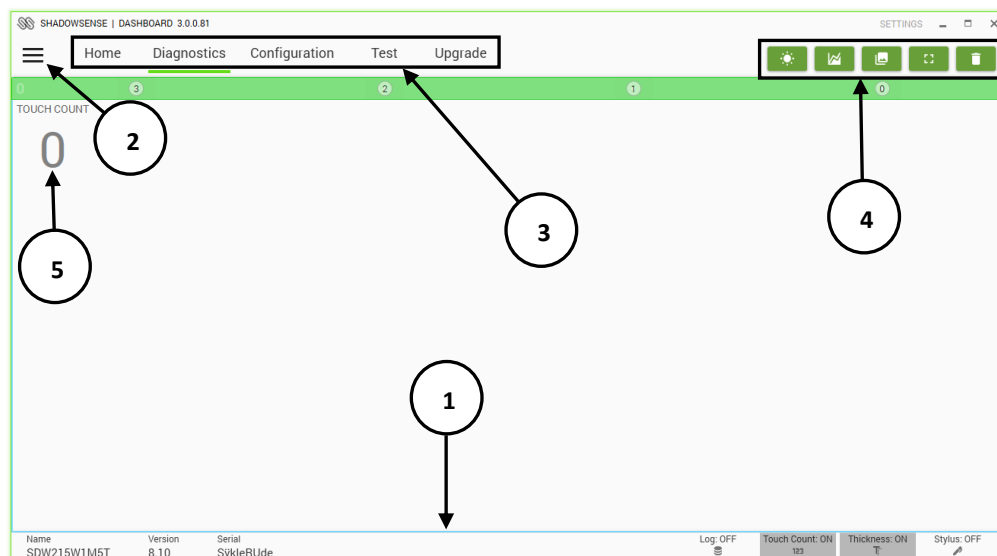 SHADOWSENSE | DASHBOARD 3.0.0.81 SETTINGS
Home Diagnostics Configuration Test Upgrade
0 3 2 1 0
TOUCH COUNT
0
2
3
4
5
1
Name Version Serial Log: OFF Touch Count: ON Thickness: ON Stylus: OFF
SDW215W1M5T 8.10 SÿkleBUde 123